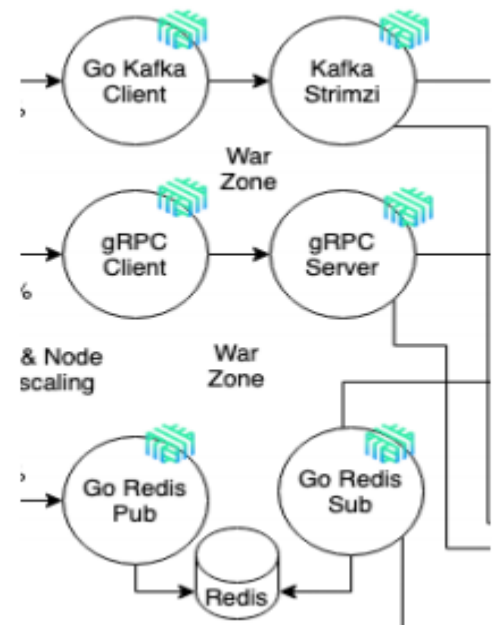 Go Kafka
Client
Kafka
Strimzi
War
Zone
gRPC
Client
gRPC
Server
%
& Node
scaling
War
Zone
Go Redis
Pub
Go Redis
Sub
Redis